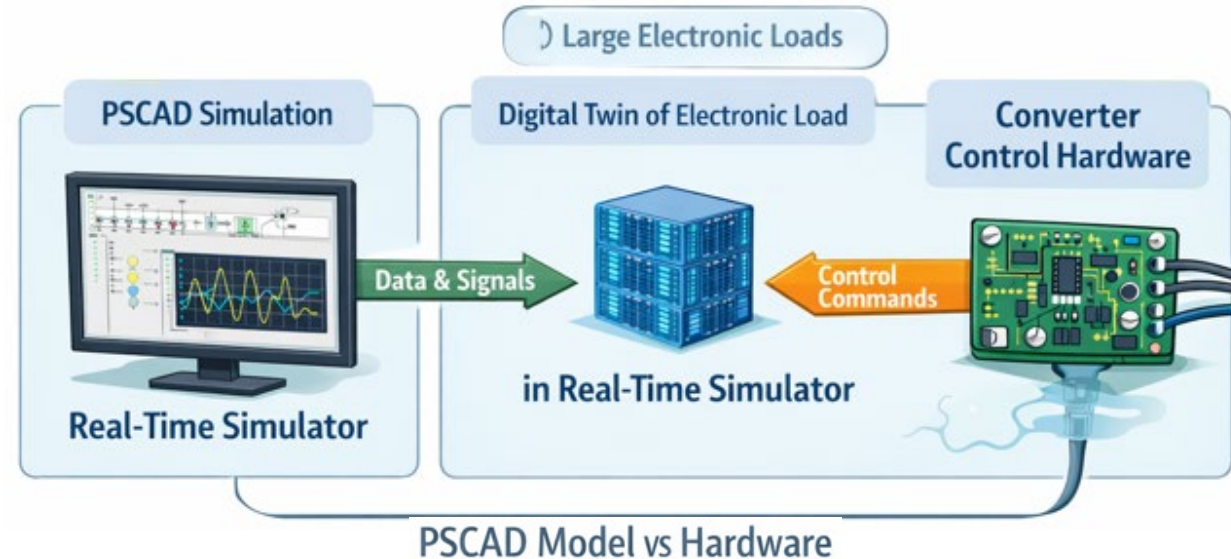 Large Electronic Loads
PSCAD Simulation
Real-Time Simulator
Data & Signals
Digital Twin of Electronic Load
in Real-Time Simulator
Control
Commands
Converter
Control Hardware
PSCAD Model vs Hardware